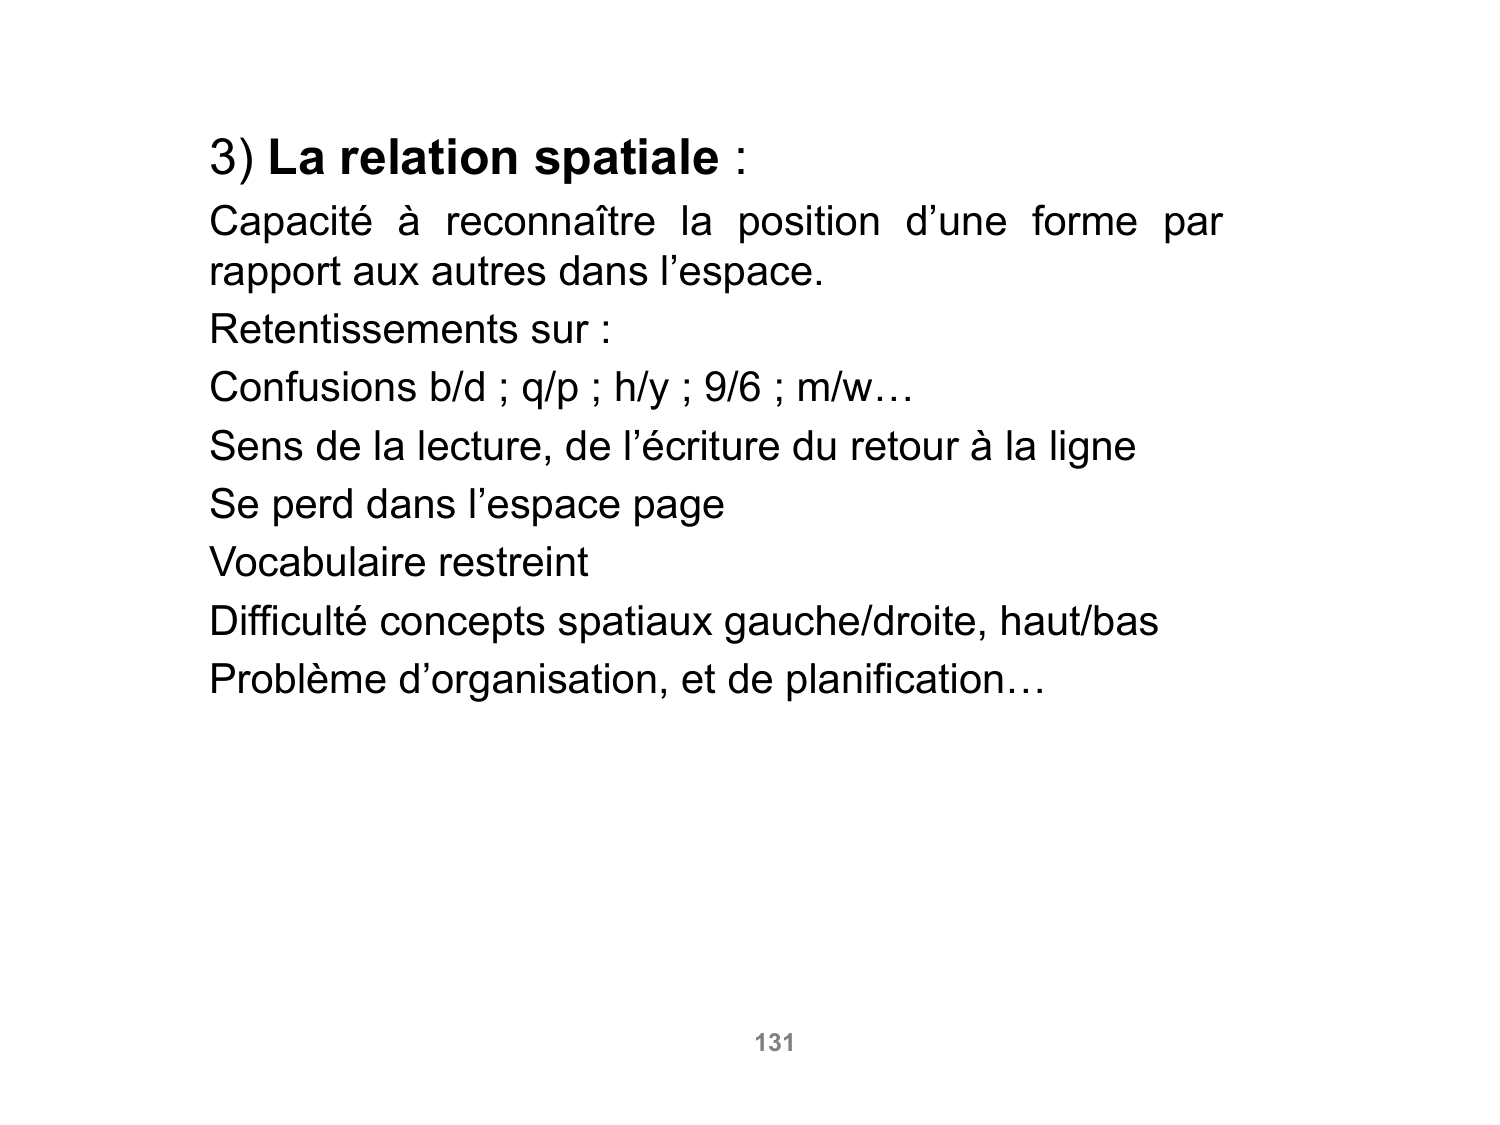 3) La relation spatiale :
Capacité à reconnaître la position d’une forme par
rapport aux autres dans l’espace.
Retentissements sur :
Confusions b/d ; q/p ; h/y ; 9/6 ; m/w…
Sens de la lecture, de l’écriture du retour à la ligne
Se perd dans l’espace page
Vocabulaire restreint
Difficulté concepts spatiaux gauche/droite, haut/bas
Problème d’organisation, et de planification…
131